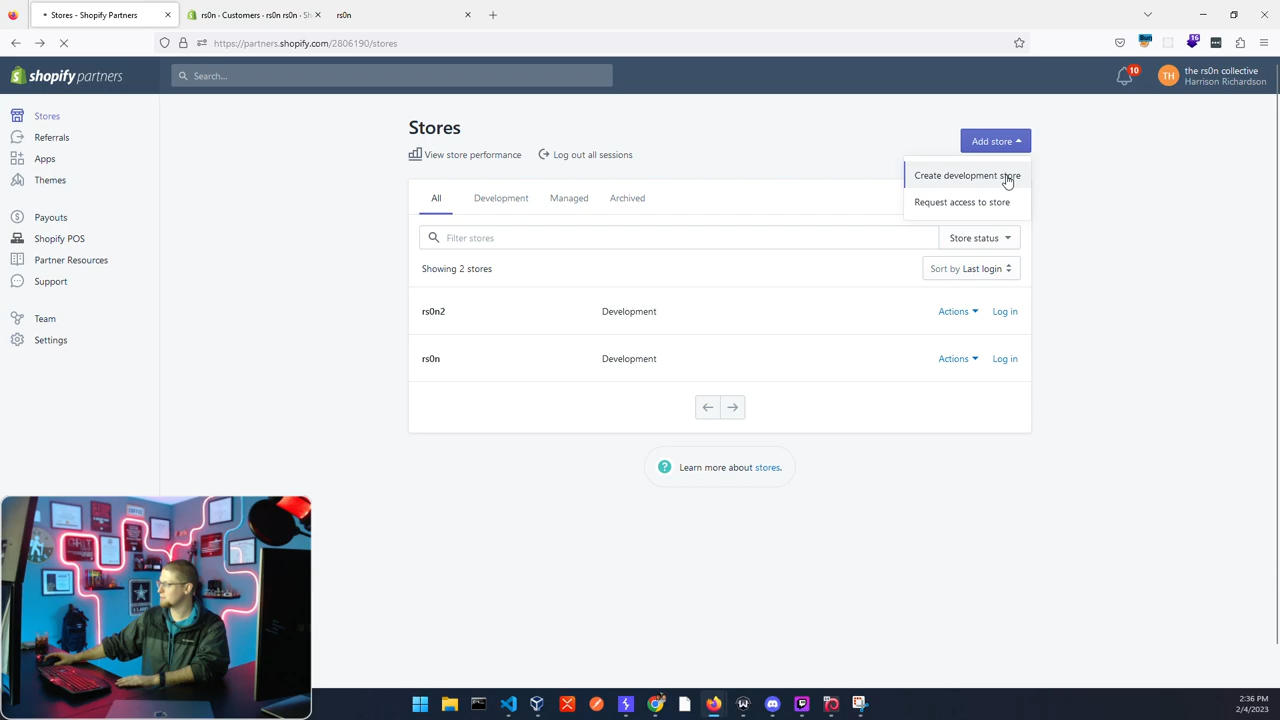 Stores - Shopify Partners
rs0n - Customers - rs0n rs0n - Sh
rs0n
https://partners.shopify.com/2806190/stores
16
shopify partners
Search...
10
TH
the rs0n collective
Harrison Richardson
Stores
Referrals
Apps
Themes
Payouts
Shopify POS
Partner Resources
Support
Team
Settings
Stores
Add store
View store performance
Log out all sessions
Create development store
Request access to store
All
Development
Managed
Archived
Filter stores
Store status
Showing 2 stores
Sort by Last login
rs0n2
Development
Actions
Log in
rs0n
Development
Actions
Log in
Learn more about stores.
2:36 PM
2/4/2023